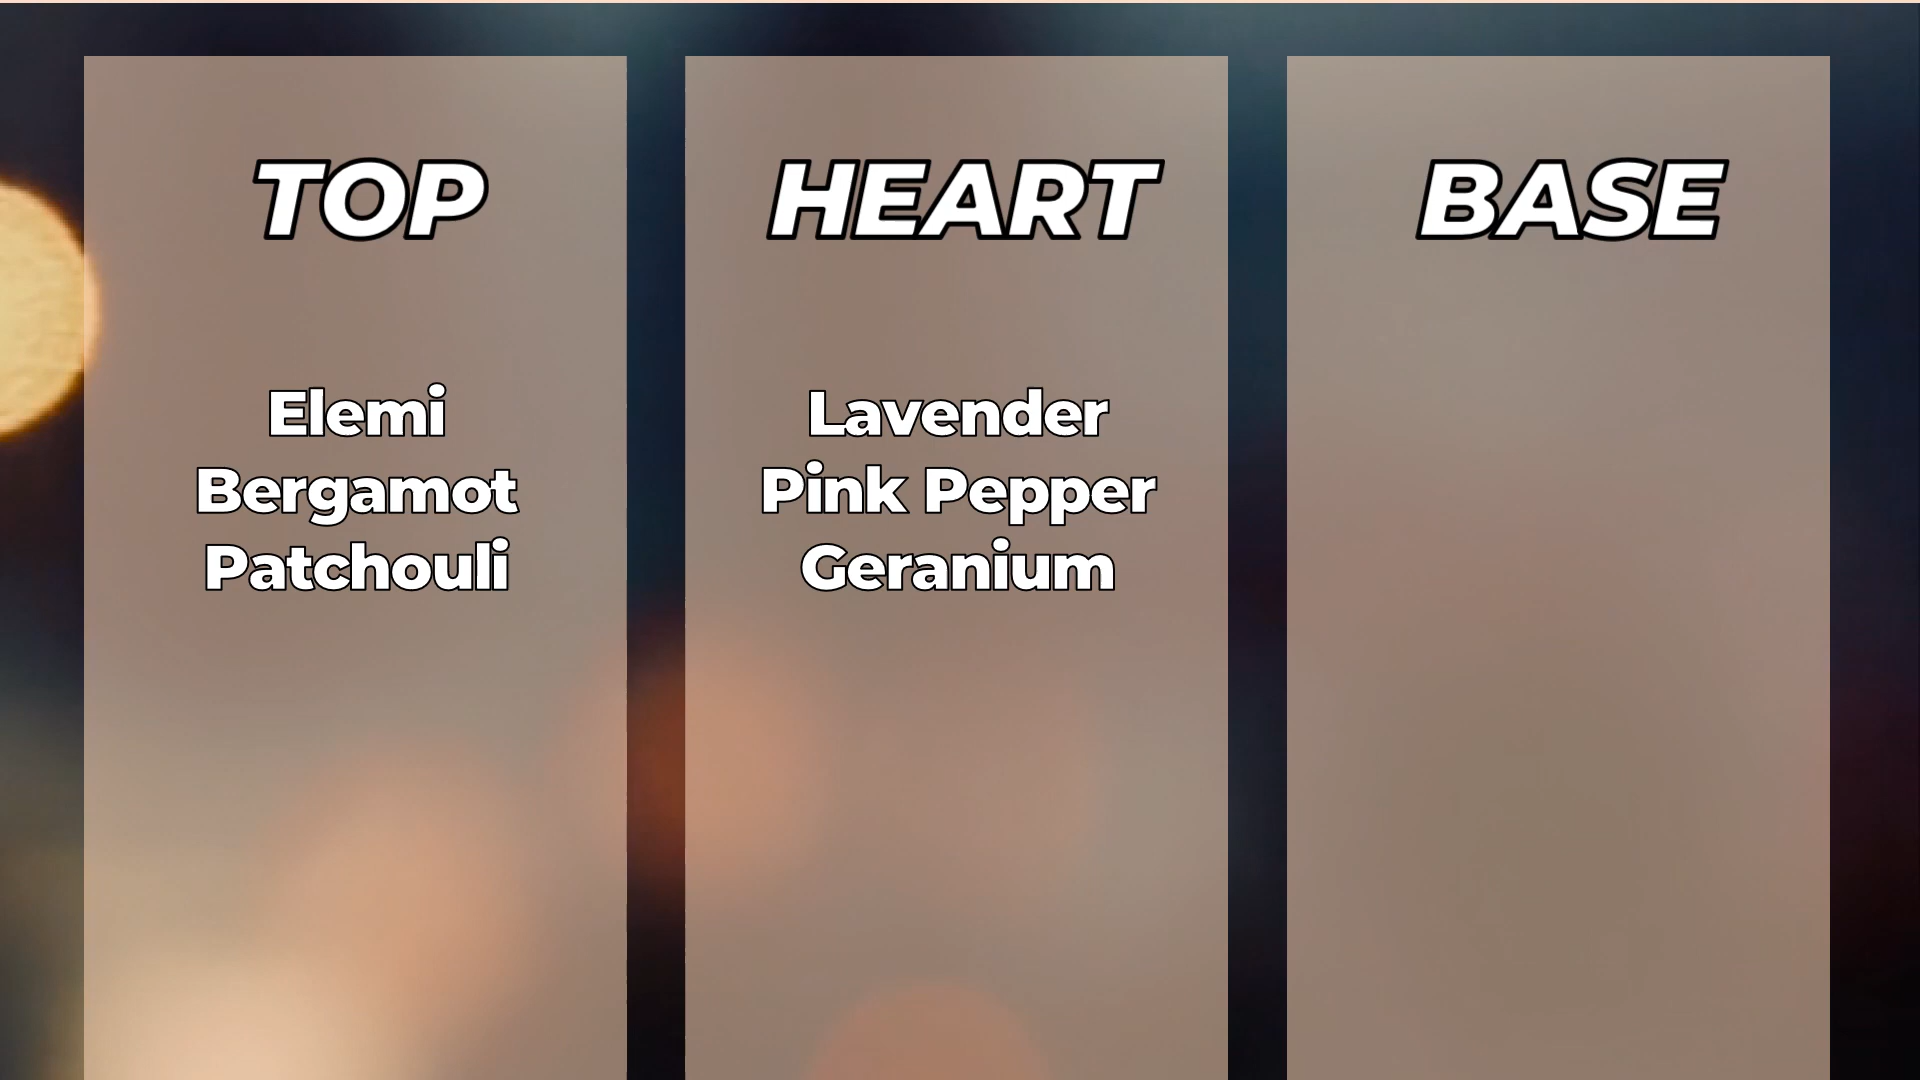 TOP
Elemi
Bergamot
Patchouli
HEART
Lavender
Pink Pepper
Geranium
BASE